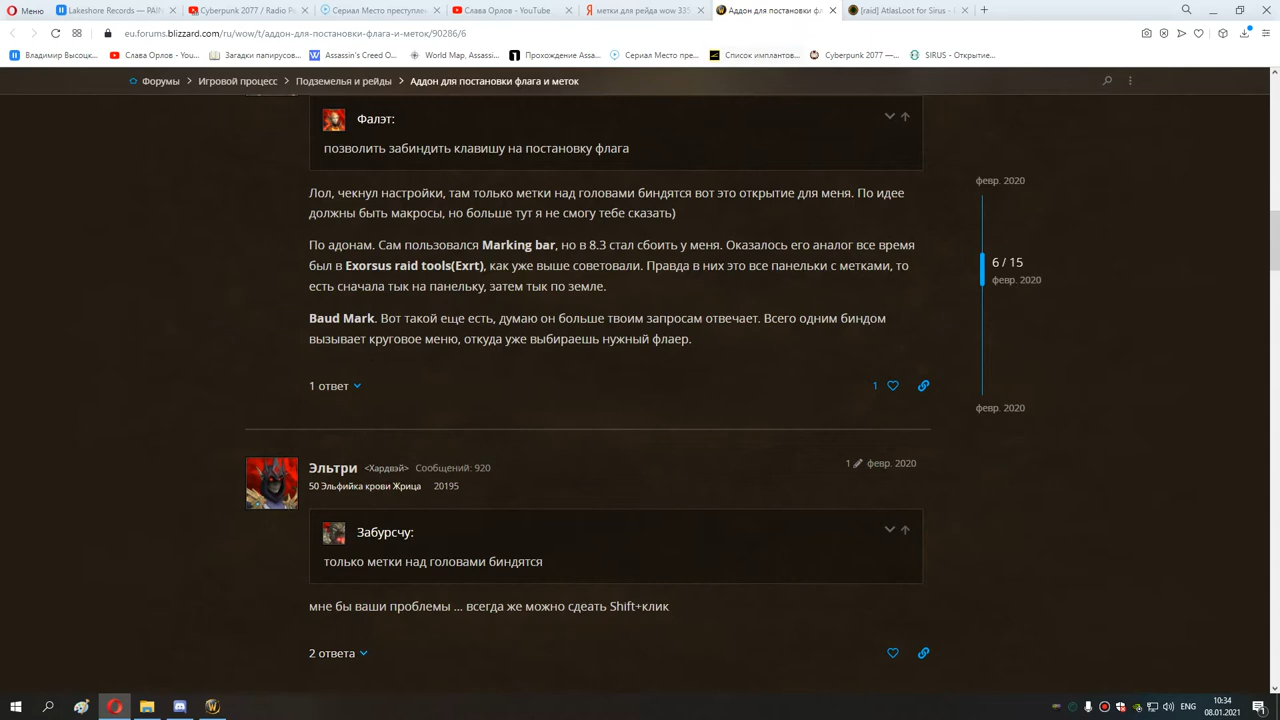 Меню
Lakeshore Records — PAIN
Cyberpunk 2077 / Radio Po
Сериал Место преступлен
Слава Орлов - YouTube
метки для рейда wow 335
Аддон для постановки фл
[raid] AtlasLoot for Sirus - А
eu.forums.blizzard.com/ru/wow/t/аддон-для-постановки-флага-и-меток/90286/6
Владимир Высоцк...
Слава Орлов - You...
Загадки папирусов...
Assassin's Creed O...
World Map, Assassi...
Прохождение Assa...
Сериал Место пре...
Список имплантов...
Cyberpunk 2077 —...
SIRUS - Открытие...
Форумы > Игровой процесс > Подземелья и рейды > Аддон для постановки флага и меток
Фалэт:
позволить забиндить клавишу на постановку флага
февр. 2020
Лол, чекнул настройки, там только метки над головами биндятся вот это открытие для меня. По идее
должны быть макросы, но больше тут я не смогу тебе сказать)
По адонам. Сам пользовался Marking bar, но в 8.3 стал сбоить у меня. Оказалось его аналог все время
был в Exorsus raid tools(Exrt), как уже выше советовали. Правда в них это все панельки с метками, то
есть сначала тык на панельку, затем тык по земле.
6 / 15
февр. 2020
Baud Mark. Вот такой еще есть, думаю он больше твоим запросам отвечает. Всего одним биндом
вызывает круговое меню, откуда уже выбираешь нужный флаер.
1 ответ
1
февр. 2020
Эльтри <Хардвэй> Сообщений: 920
1 февр. 2020
50 Эльфийка крови Жрица 20195
Забурсчу:
только метки над головами биндятся
мне бы ваши проблемы ... всегда же можно сдеать Shift+клик
2 ответа
ENG
10:34
08.01.2021
1